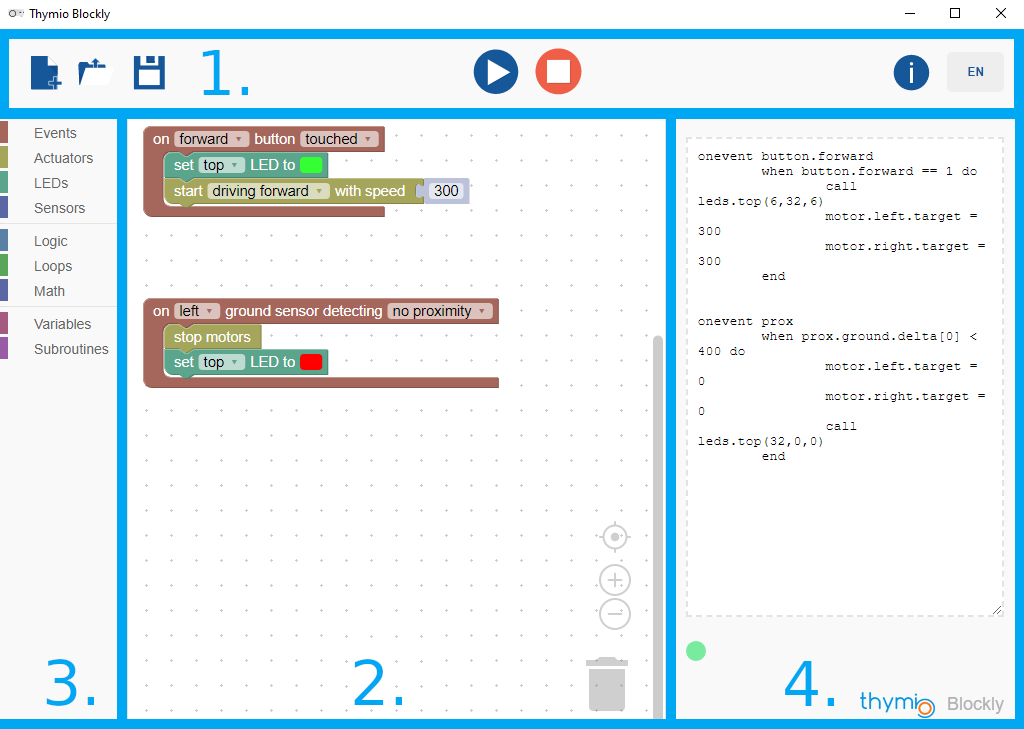 Thymio Blockly
1.
EN
Events
Actuators
LEDs
Sensors
Logic
Loops
Math
Variables
Subroutines
3.
on forward button touched
set top LED to
start driving forward with speed 300
on left ground sensor detecting no proximity
stop motors
set top LED to
2.
onevent button.forward
when button.forward == 1 do
call
leds.top(6,32,6)
motor.left.target =
300
motor.right.target =
300
end
onevent prox
when prox.ground.delta[0] <
400 do
motor.left.target =
0
motor.right.target =
0
call
leds.top(32,0,0)
end
4.
thymio Blockly